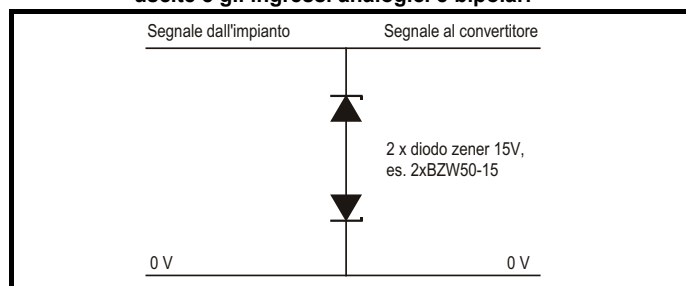 uscite e gli ingressi analogici e bipolari
Segnale dall'impianto
Segnale al convertitore
2 x diodo zener 15V,
es. 2xBZW50-15
0 V
0 V